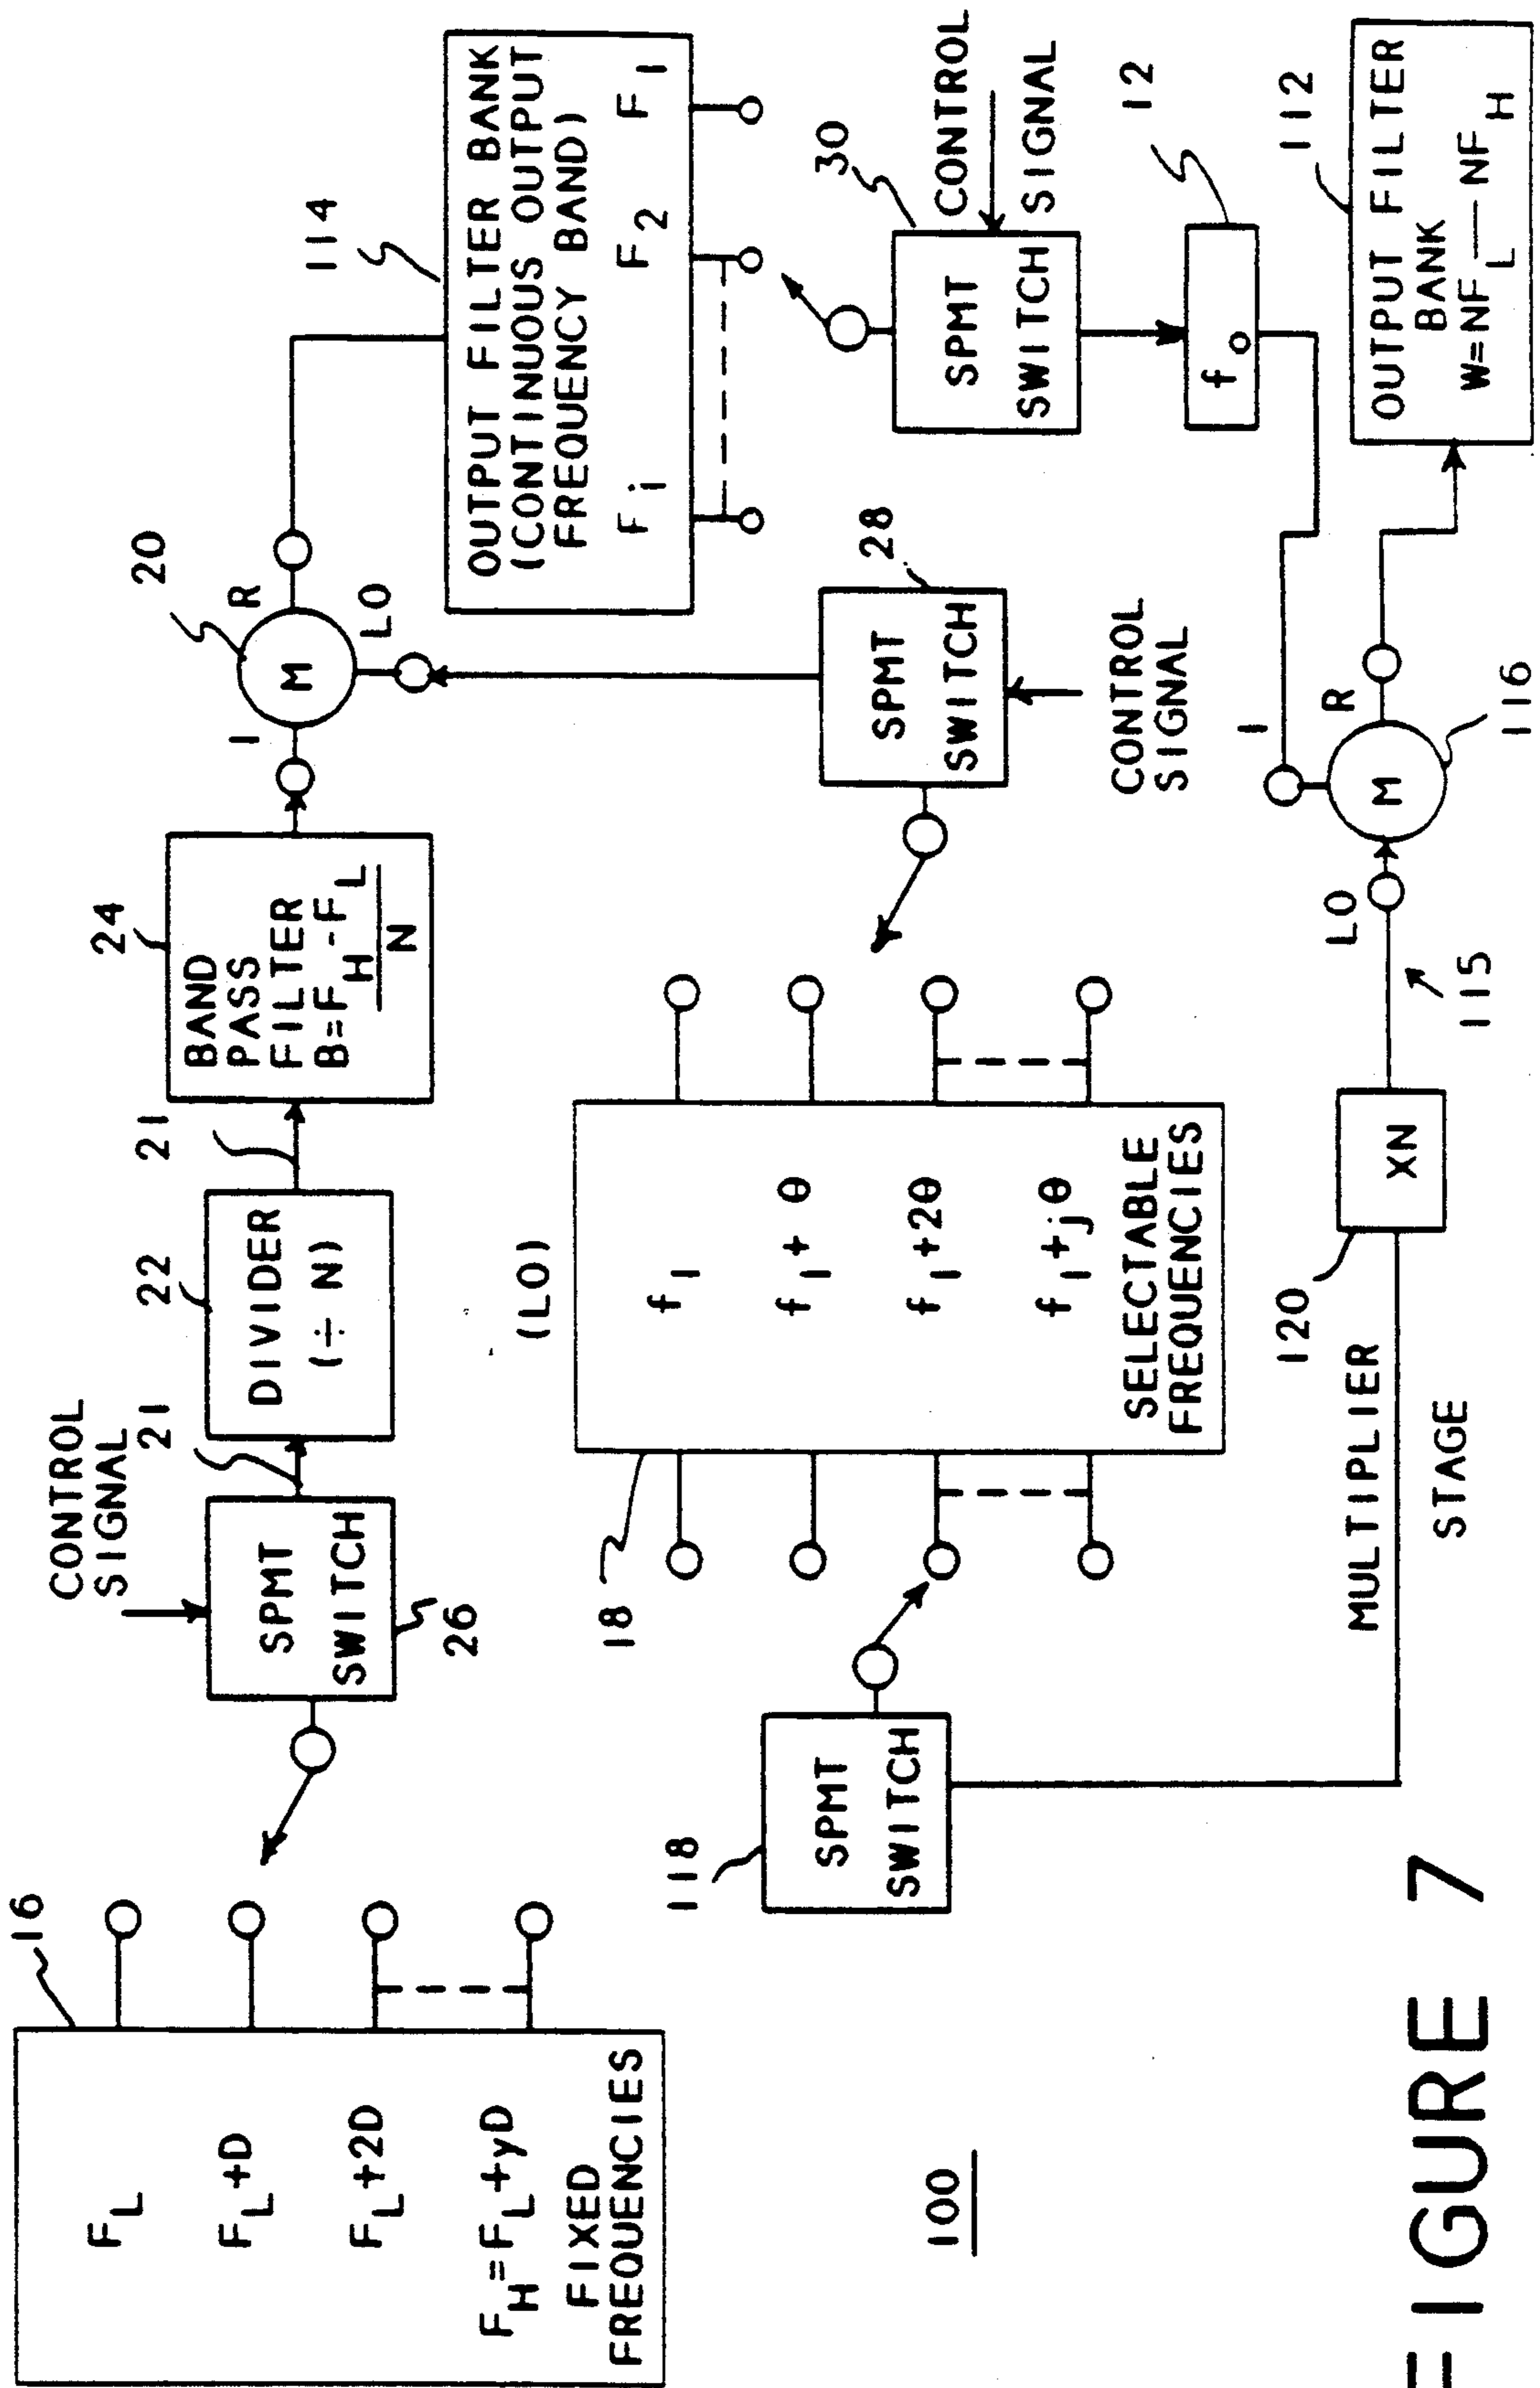 16
F_L
F_L+D
F_L+2D
F_H=F_L+yD
FIXED
FREQUENCIES
CONTROL
SIGNAL
SPMT
SWITCH
26
21
DIVIDER
(÷ N)
22
21
BAND
PASS
FILTER
B=F_H-F_L
N
24
I
M
R
LO
20
OUTPUT FILTER BANK
(CONTINUOUS OUTPUT
FREQUENCY BAND)
F_i F_2 F_1
114
(LO)
18
f_1
f_1+ θ
f_1+2θ
f_1+jθ
SELECTABLE
FREQUENCIES
SPMT
SWITCH
28
CONTROL
SIGNAL
30
SPMT
SWITCH
CONTROL
SIGNAL
f_o
12
118
SPMT
SWITCH
MULTIPLIER
STAGE
120
XN
115
LO
I
M
R
116
OUTPUT FILTER
BANK
W=NF_L—NF_H
112
100
FIGURE 7